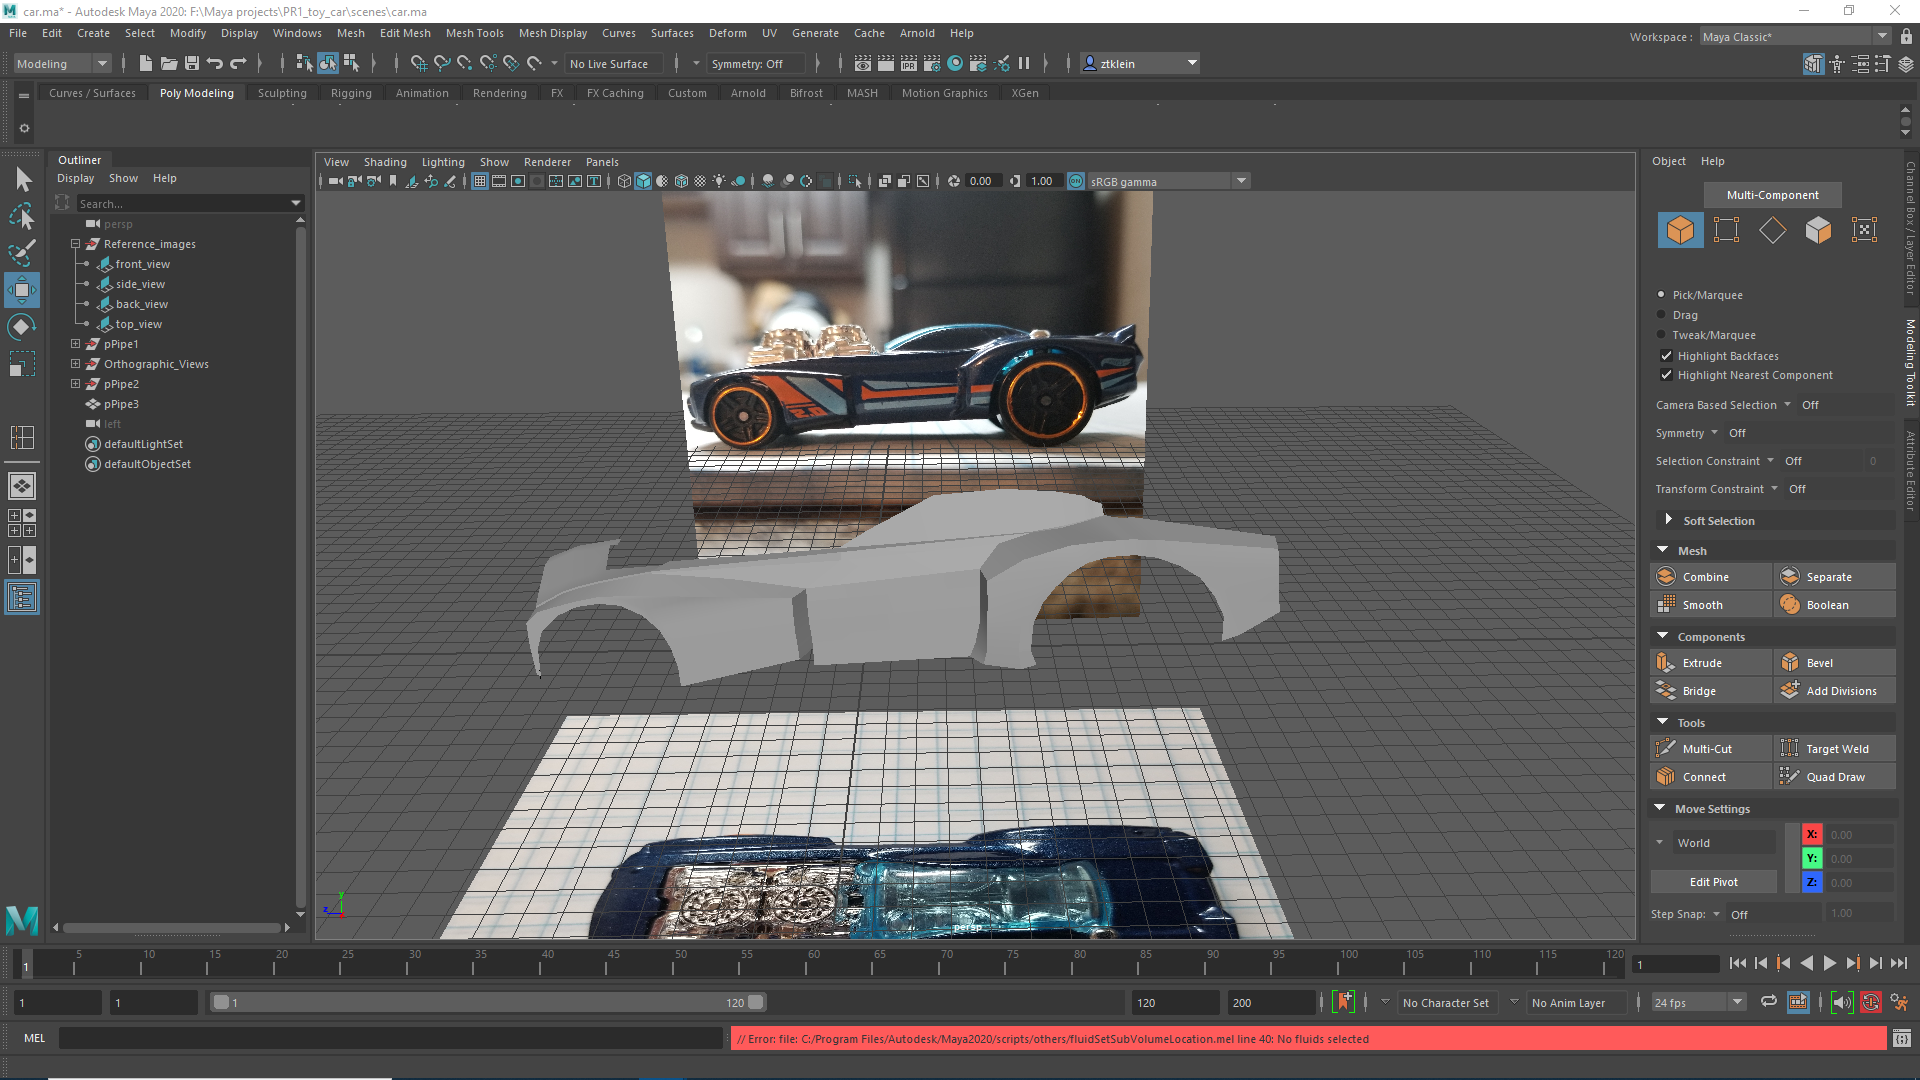 car.ma* - Autodesk Maya 2020: F:\Maya projects\PR1_toy_car\scenes\car.ma
File Edit Create Select Modify Display Windows Mesh Edit Mesh Mesh Tools Mesh Display Curves Surfaces Deform UV Generate Cache Arnold Help
Workspace : Maya Classic*
Modeling No Live Surface Symmetry: Off IPR ztklein
Curves / Surfaces Poly Modeling Sculpting Rigging Animation Rendering FX FX Caching Custom Arnold Bifrost MASH Motion Graphics XGen
Outliner
Display Show Help
Search...
persp
Reference_images
front_view
side_view
back_view
top_view
pPipe1
Orthographic_Views
pPipe2
pPipe3
left
defaultLightSet
defaultObjectSet
View Shading Lighting Show Renderer Panels
0.00 1.00 ON sRGB gamma
2.0
y
z
x
persp
Object Help
Multi-Component
Pick/Marquee
Drag
Tweak/Marquee
Highlight Backfaces
Highlight Nearest Component
Camera Based Selection Off
Symmetry Off
Selection Constraint Off 0
Transform Constraint Off
Soft Selection
Mesh
Combine Separate
Smooth Boolean
Components
Extrude Bevel
Bridge Add Divisions
Tools
Multi-Cut Target Weld
Connect Quad Draw
Move Settings
World X: 0.00
Y: 0.00
Edit Pivot Z: 0.00
Step Snap: Off 1.00
Channel Box / Layer Editor
Modeling Toolkit
Attribute Editor
1 5 10 15 20 25 30 35 40 45 50 55 60 65 70 75 80 85 90 95 100 105 110 115 120 1
1 1 1 120 120 200 No Character Set No Anim Layer 24 fps
MEL // Error: file: C:/Program Files/Autodesk/Maya2020/scripts/others/fluidSetSubVolumeLocation.mel line 40: No fluids selected